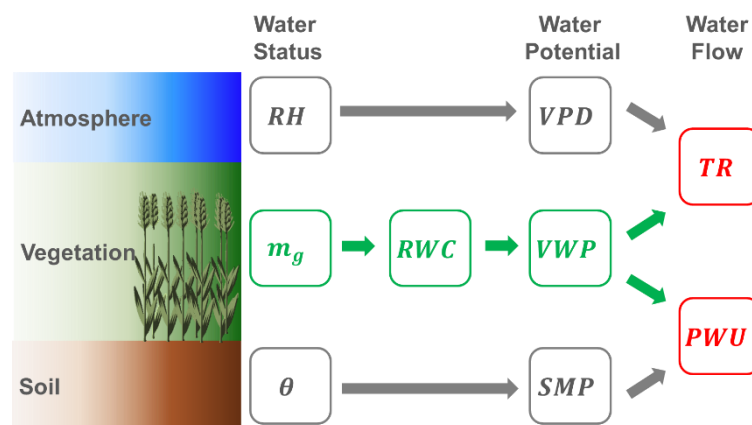 Water
Status
Water
Potential
Water
Flow
Atmosphere
RH
VPD
TR
Vegetation
m_g
RWC
VWP
PWU
Soil
θ
SMP